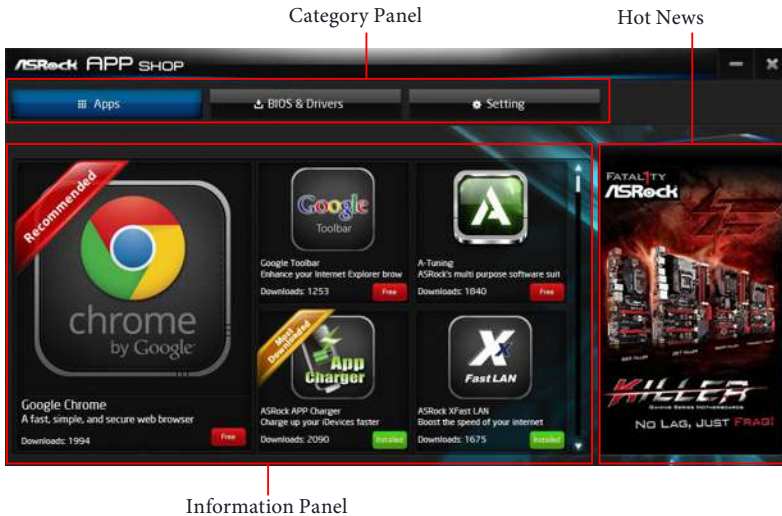 Category Panel
Hot News
ASRock APP SHOP
Apps
BIOS & Drivers
Setting
Recommended
chrome
by Google
Google Chrome
A fast, simple, and secure web browser
Downloads: 1994
Free
Google
Toolbar
Google Toolbar
Enhance your Internet Explorer brow
Downloads: 1253
Free
A-Tuning
ASRock's multi purpose software suit
Downloads: 1840
Free
Most
Downloaded
App
Charger
ASRock APP Charger
Charge up your iDevices faster
Downloads: 2090
Installed
Fast LAN
ASRock XFast LAN
Boost the speed of your internet
Downloads: 1675
Installed
FATAL1TY
ASRock
KILLER
GAMING SERIES MOTHERBOARDS
NO LAG, JUST FRAG!
Information Panel